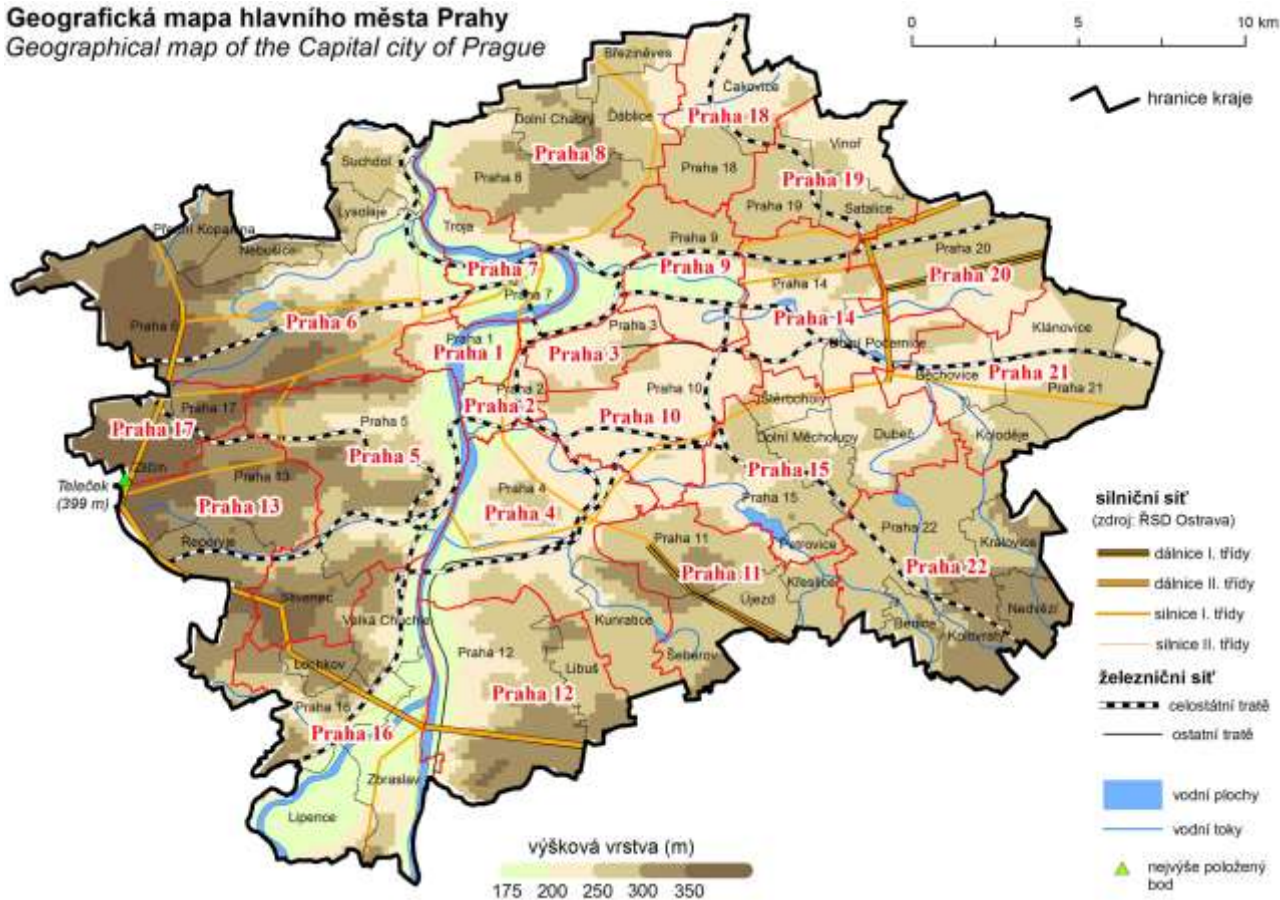 Geografická mapa hlavního města Prahy
Geographical map of the Capital city of Prague
0 5 10 km
hranice kraje
Březiněves
Čakovice
Dolní Chabry
Ďáblice
Praha 18
Vinoř
Praha 8
Suchdol
Praha 8
Praha 18
Praha 19
Lysolaje
Praha 19
Satalice
Přední Kopanina
Troja
Nebušice
Praha 9
Praha 20
Praha 7
Praha 9
Praha 20
Praha 7
Praha 14
Praha 6
Praha 6
Praha 14
Praha 3
Klánovice
Praha 1
Praha 1
Praha 3
Dolní Počernice
Praha 21
Běchovice
Praha 21
Praha 2
Praha 10
Praha 2
Štěrboholy
Praha 17
Praha 5
Praha 10
Praha 17
Dolní Měcholupy
Dubeč
Koloděje
Praha 5
Praha 15
Zličín
Praha 13
Teleček
(399 m)
Praha 4
Praha 15
Praha 13
Praha 4
Praha 22
Řeporyje
Praha 11
Petrovice
Královice
Praha 11
Praha 22
Křeslice
Slivenec
Újezd
Nedvězí
Velká Chuchle
Kunratice
Benice
Kolovraty
Praha 12
Šeberov
Libuš
Lochkov
Praha 12
Praha 16
Praha 16
Zbraslav
Lipence
silniční síť
(zdroj: ŘSD Ostrava)
dálnice I. třídy
dálnice II. třídy
silnice I. třídy
silnice II. třídy
železniční síť
celostátní tratě
ostatní tratě
vodní plochy
vodní toky
nejvýše položený
bod
výšková vrstva (m)
175 200 250 300 350